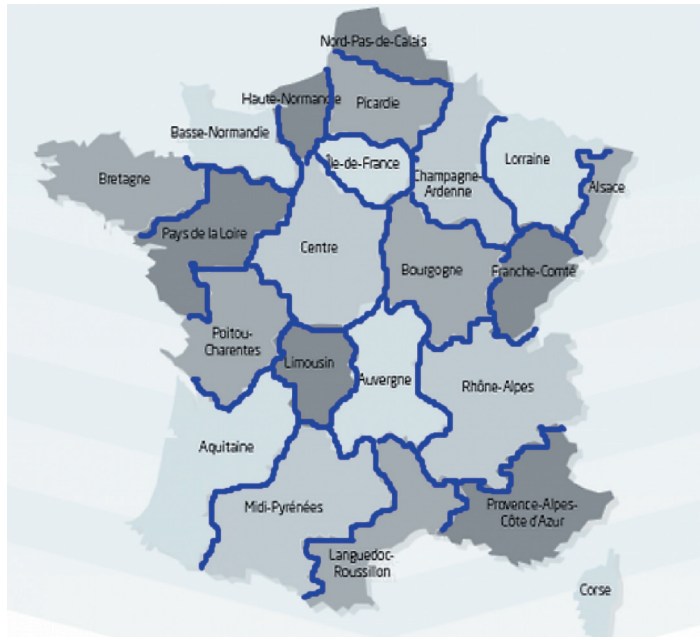 Nord-Pas-de-Calais
Haute-Normandie
Picardie
Basse-Normandie
Île-de-France
Lorraine
Champagne-
Ardenne
Alsace
Bretagne
Pays de la Loire
Centre
Bourgogne
Franche-Comté
Poitou-
Charentes
Limousin
Auvergne
Rhône-Alpes
Aquitaine
Midi-Pyrénées
Provence-Alpes-
Côte d'Azur
Languedoc-
Roussillon
Corse